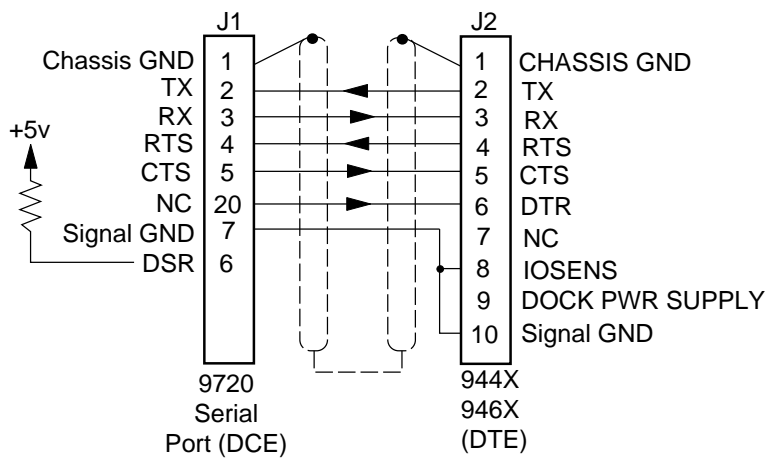 J1 J2
Chassis GND 1 1 CHASSIS GND
TX 2 2 TX
RX 3 3 RX
+5v
RTS 4 4 RTS
CTS 5 5 CTS
NC 20 6 DTR
Signal GND 7 7 NC
DSR 6 8 IOSENS
9 DOCK PWR SUPPLY
10 Signal GND
9720
Serial
Port (DCE)
944X
946X
(DTE)